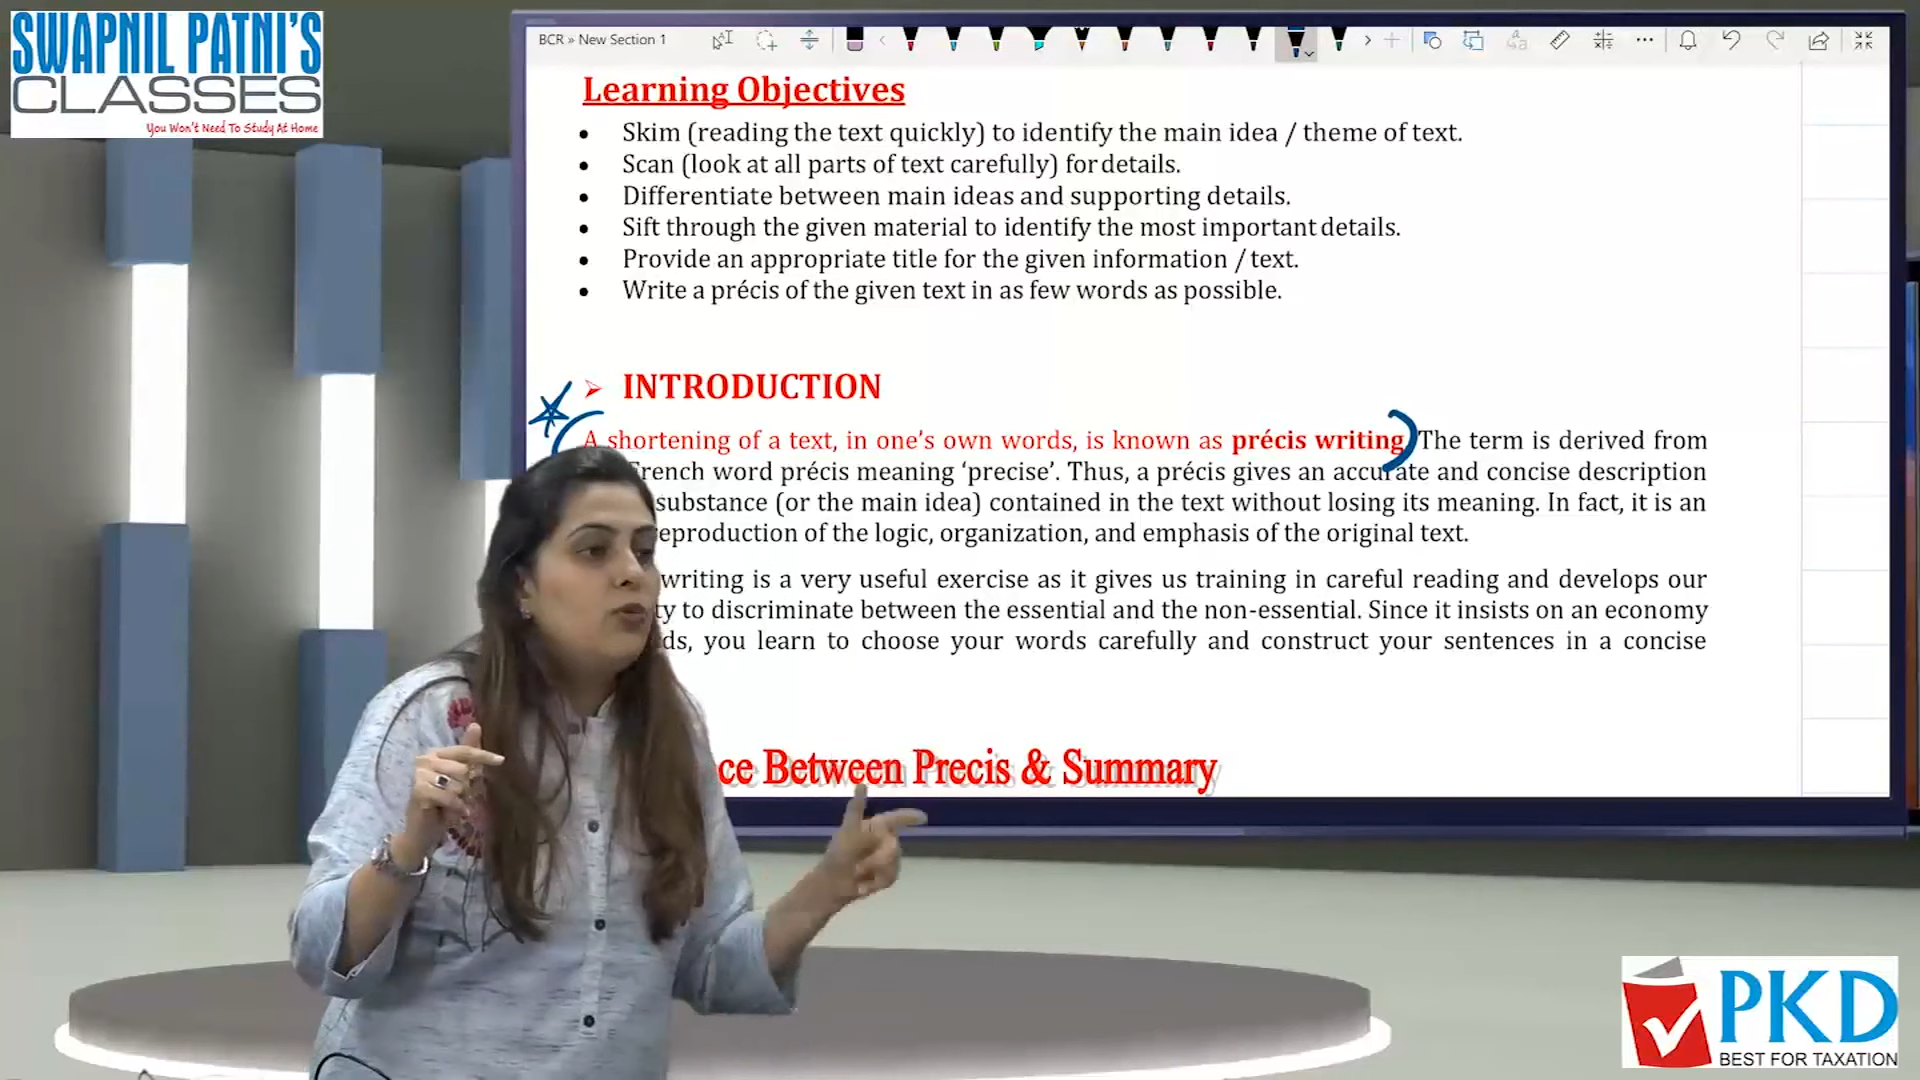 SWAPNIL PATNI'S
CLASSES
You Won't Need To Study At Home
BCR » New Section 1
Learning Objectives
• Skim (reading the text quickly) to identify the main idea / theme of text.
• Scan (look at all parts of text carefully) for details.
• Differentiate between main ideas and supporting details.
• Sift through the given material to identify the most important details.
• Provide an appropriate title for the given information / text.
• Write a précis of the given text in as few words as possible.
➢ INTRODUCTION
A shortening of a text, in one's own words, is known as précis writing. The term is derived from
French word précis meaning ‘precise’. Thus, a précis gives an accurate and concise description
substance (or the main idea) contained in the text without losing its meaning. In fact, it is an
eproduction of the logic, organization, and emphasis of the original text.
writing is a very useful exercise as it gives us training in careful reading and develops our
ty to discriminate between the essential and the non-essential. Since it insists on an economy
ds, you learn to choose your words carefully and construct your sentences in a concise
ce Between Precis & Summary
PKD
BEST FOR TAXATION